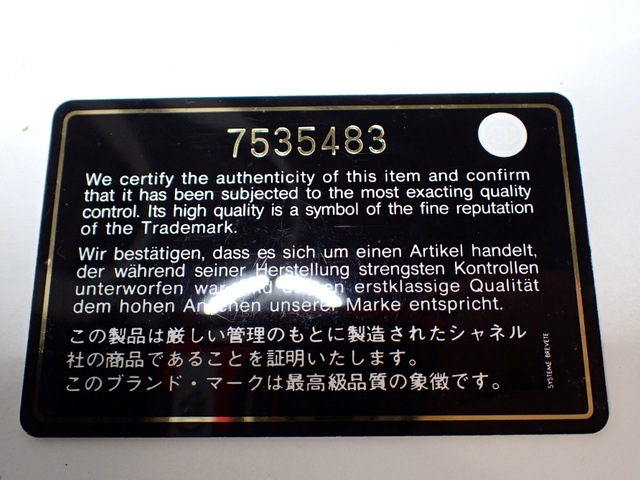 7535483
We certify the authenticity of this item and confirm
that it has been subjected to the most exacting quality
control. Its high quality is a symbol of the fine reputation
of the Trademark.
Wir bestätigen, dass es sich um einen Artikel handelt,
der während seiner Herstellung strengsten Kontrollen
unterworfen war erstklassige Qualität
dem hohen Ansehen unserer Marke entspricht.
この製品は厳しい管理のもとに製造されたシャネル
社の商品であることを証明いたします。
このブランド・マークは最高級品質の象徴です。
SYSTÈME BREVETÉ